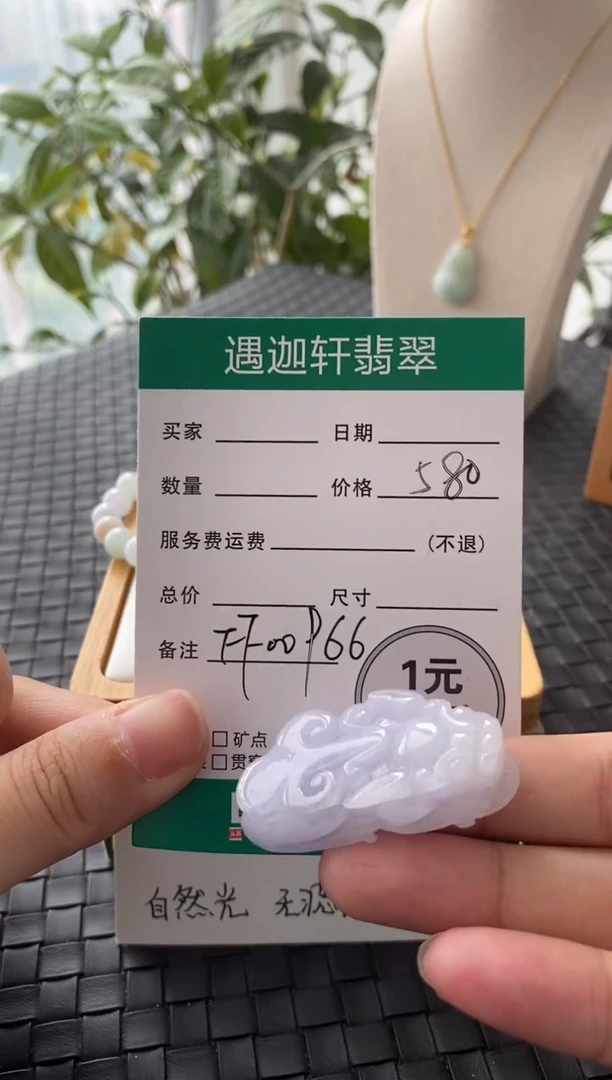 遇迦轩翡翠
买家 日期
数量 价格 580
服务费运费 (不退)
总价 尺寸
备注 66
1元
□ 矿点
□
自然光 无